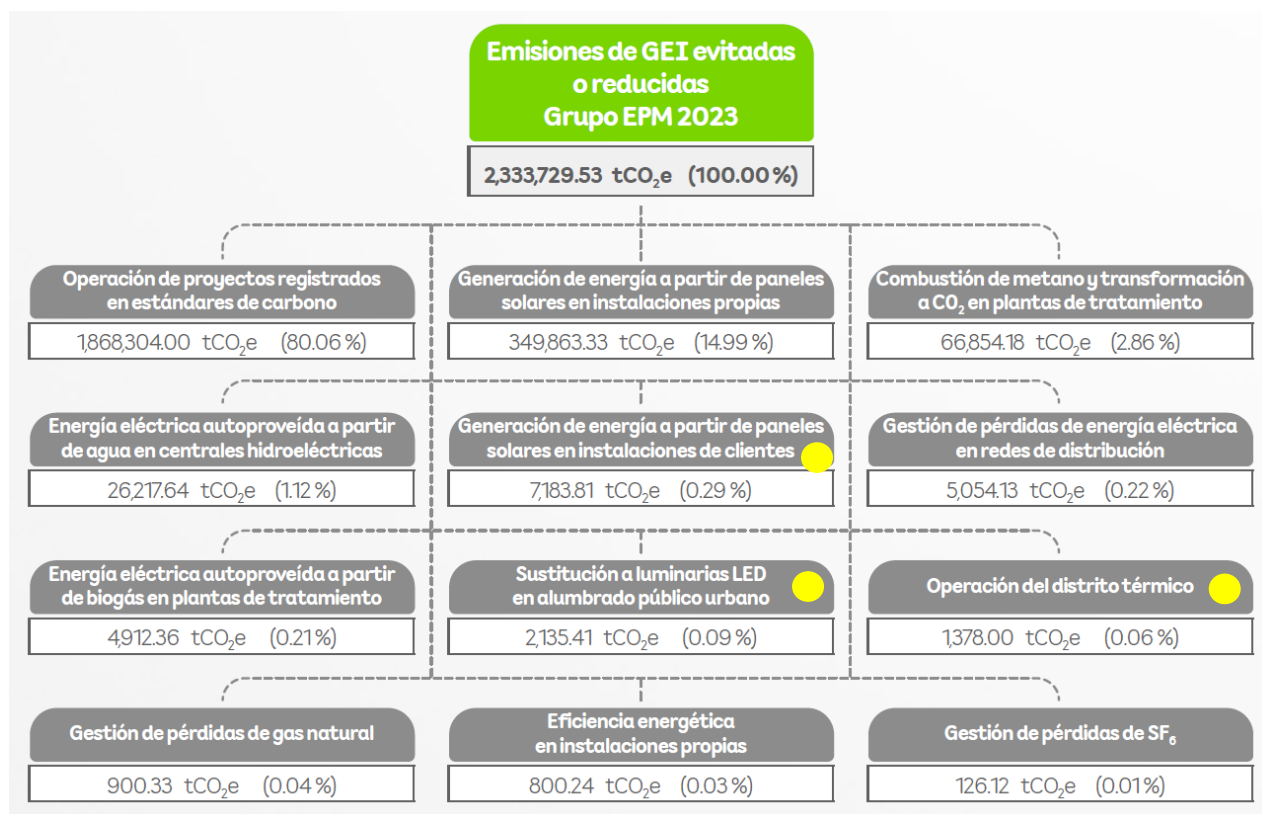 Emisiones de GEI evitadas
o reducidas
Grupo EPM 2023
2,333,729.53 tCO₂e (100.00 %)
Operación de proyectos registrados
en estándares de carbono
1,868,304.00 tCO₂e (80.06 %)
Generación de energía a partir de paneles
solares en instalaciones propias
349,863.33 tCO₂e (14.99 %)
Combustión de metano y transformación
a CO₂ en plantas de tratamiento
66,854.18 tCO₂e (2.86 %)
Energía eléctrica autoproveída a partir
de agua en centrales hidroeléctricas
26,217.64 tCO₂e (1.12 %)
Generación de energía a partir de paneles
solares en instalaciones de clientes
7,183.81 tCO₂e (0.29 %)
Gestión de pérdidas de energía eléctrica
en redes de distribución
5,054.13 tCO₂e (0.22 %)
Energía eléctrica autoproveída a partir
de biogás en plantas de tratamiento
4,912.36 tCO₂e (0.21 %)
Sustitución a luminarias LED
en alumbrado público urbano
2,135.41 tCO₂e (0.09 %)
Operación del distrito térmico
1,378.00 tCO₂e (0.06 %)
Gestión de pérdidas de gas natural
900.33 tCO₂e (0.04 %)
Eficiencia energética
en instalaciones propias
800.24 tCO₂e (0.03 %)
Gestión de pérdidas de SF₆
126.12 tCO₂e (0.01 %)